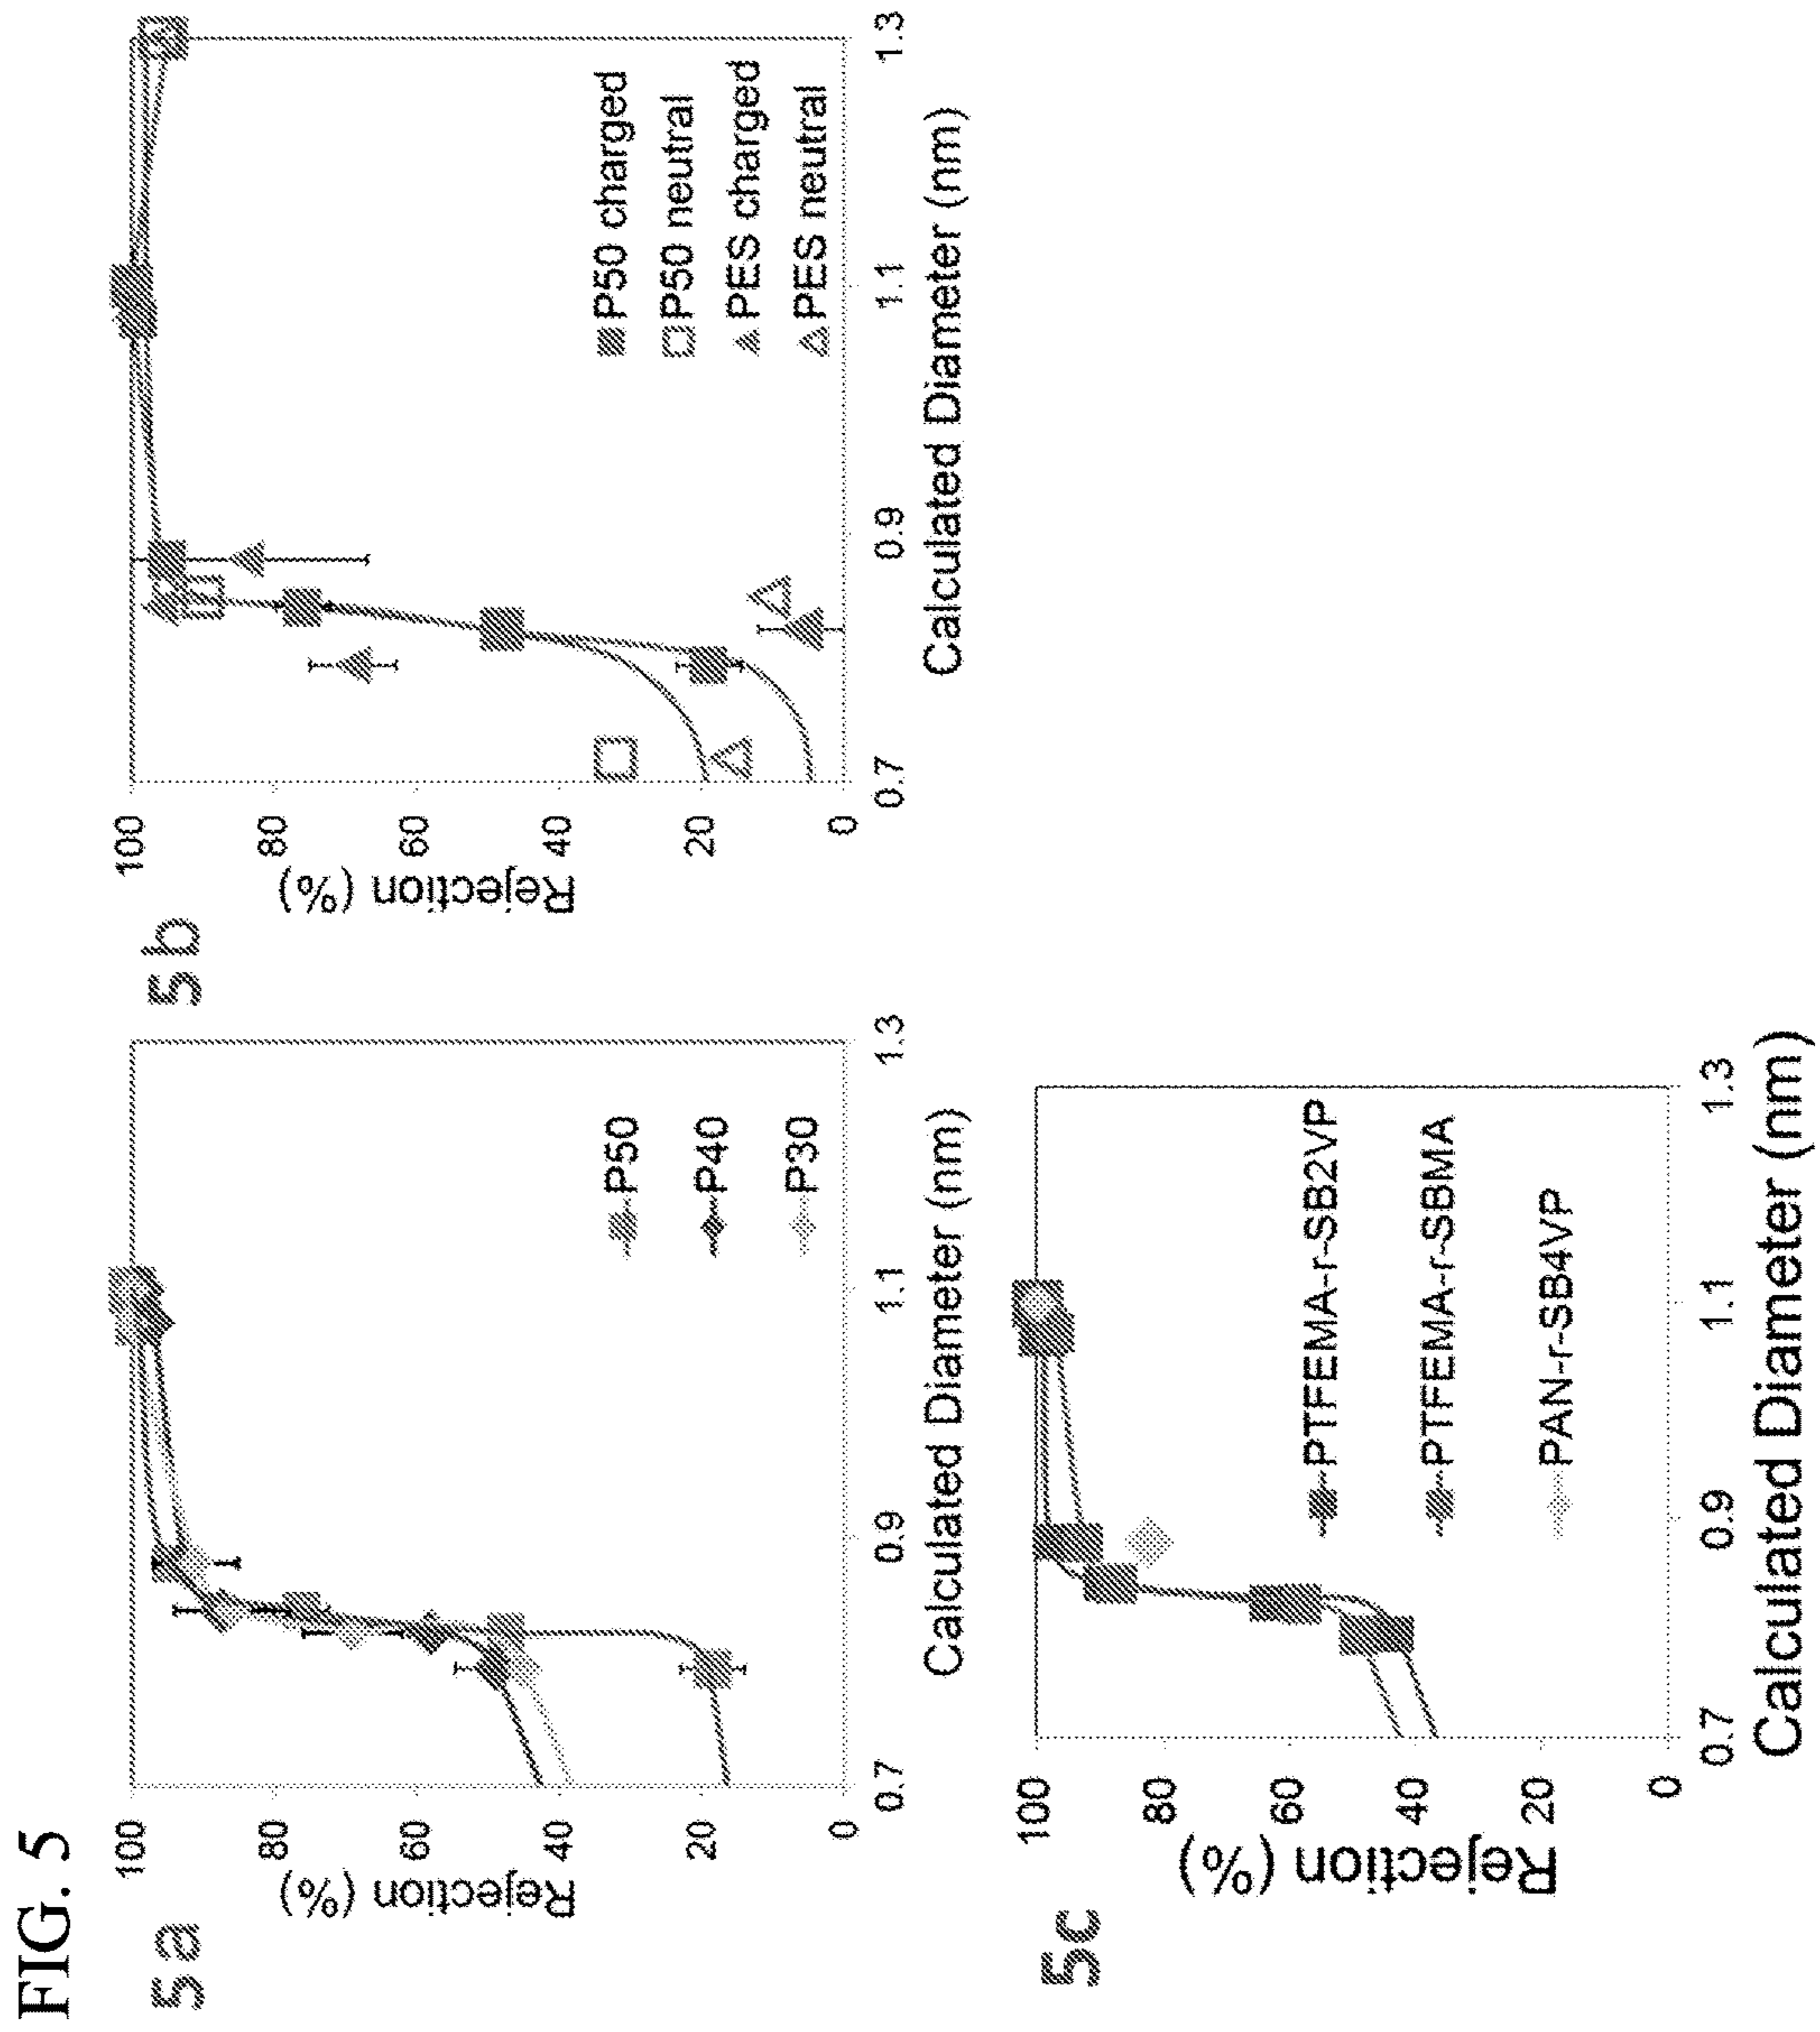 FIG. 5
5a
Rejection (%)
100
80
60
40
20
0
P50
P40
P30
0.7
0.9
1.1
1.3
Calculated Diameter (nm)
5b
Rejection (%)
100
80
60
40
20
0
P50 charged
P50 neutral
PES charged
PES neutral
0.7
0.9
1.1
1.3
Calculated Diameter (nm)
5c
Rejection (%)
100
80
60
40
20
0
PTFEMA-r-SB2VP
PTFEMA-r-SBMA
PAN-r-SB4VP
0.7
0.9
1.1
1.3
Calculated Diameter (nm)